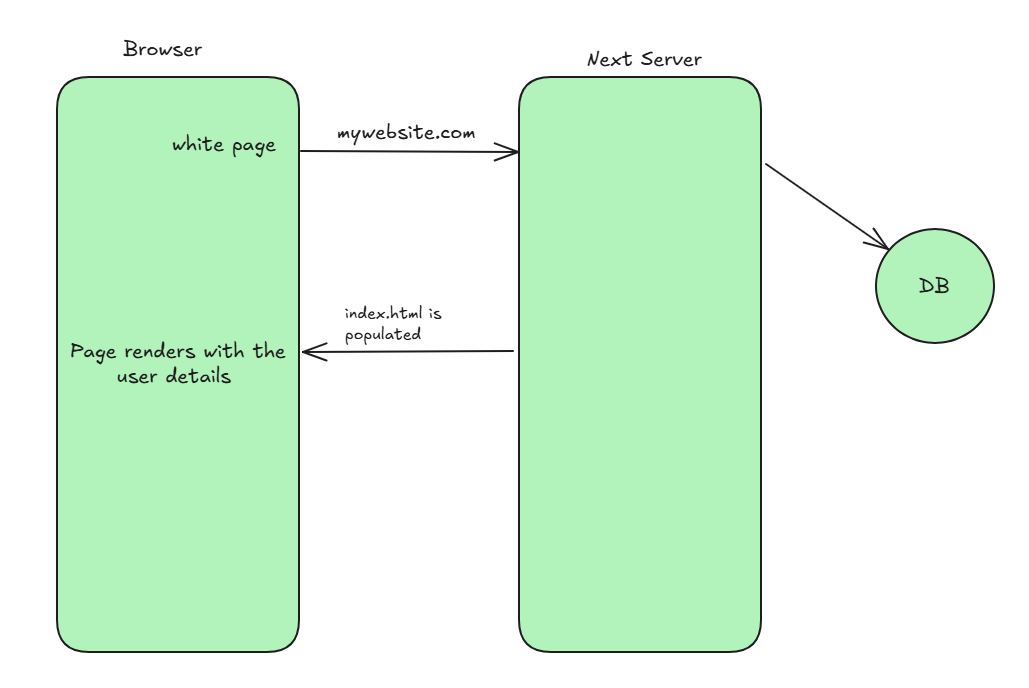 Browser
Next Server
mywebsite.com
white page
DB
index.html is
populated
Page renders with the
user details